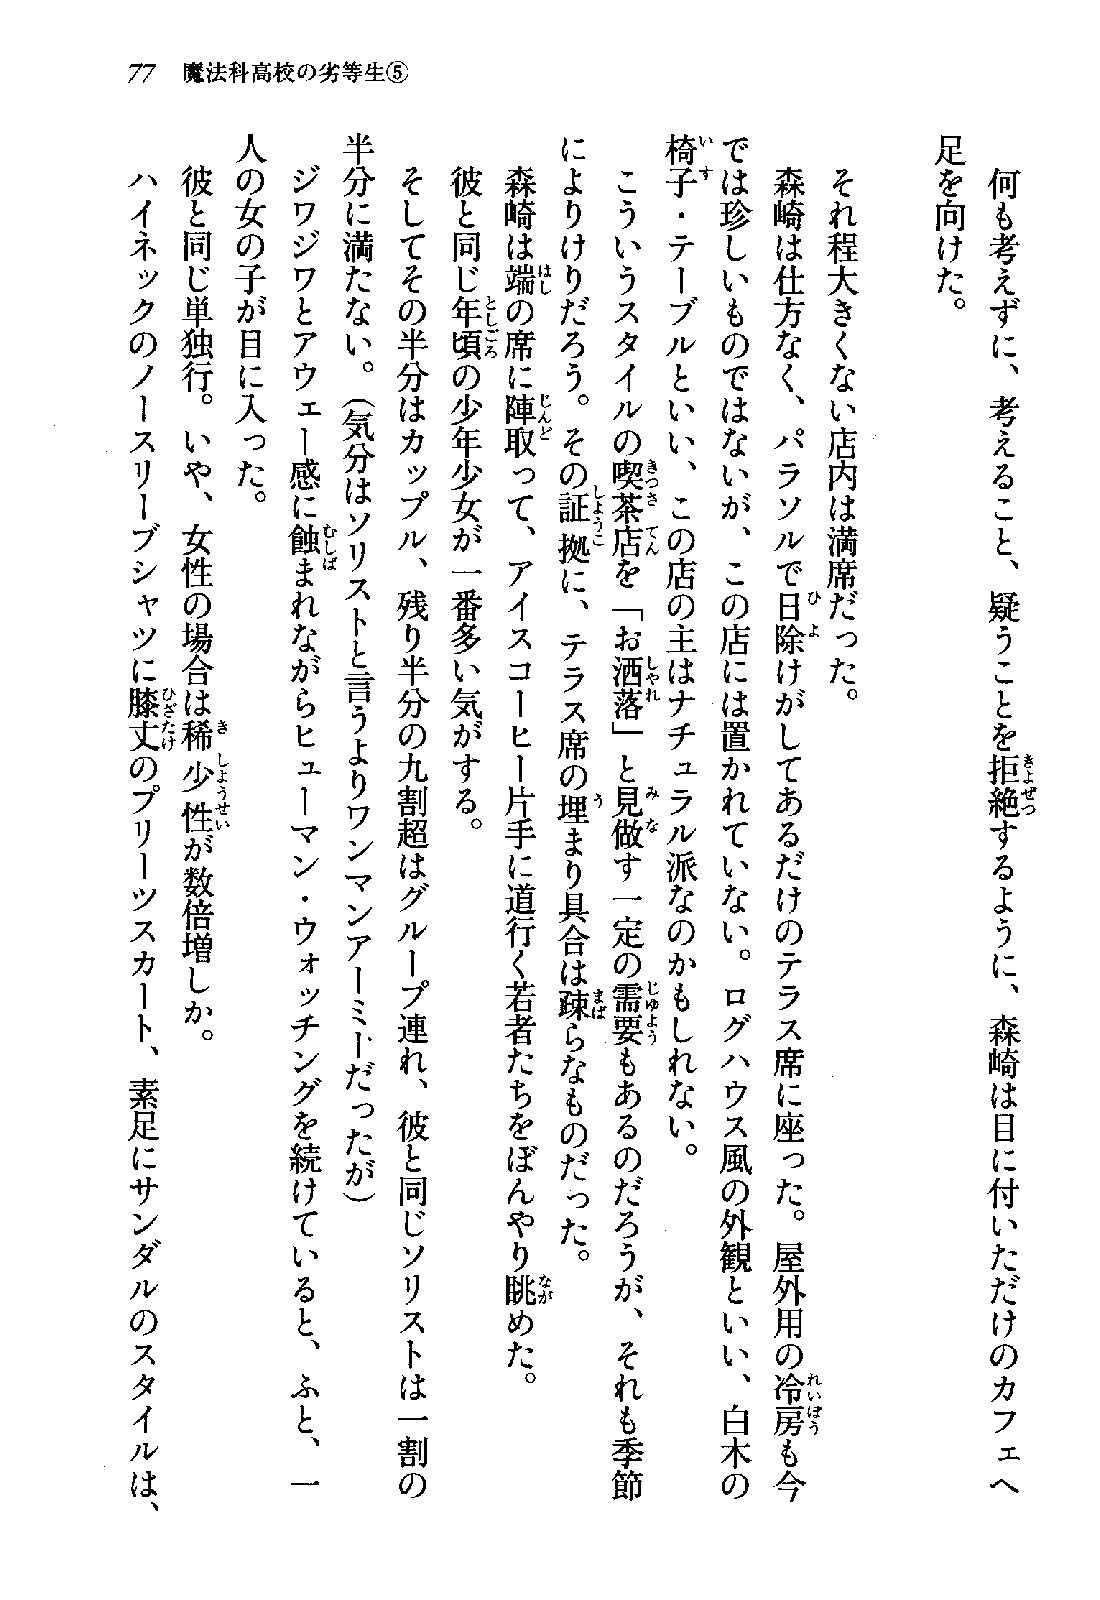 77　魔法科高校の劣等生⑤
　何も考えずに、考えること、疑うことを拒絶するように、森崎は目に付いただけのカフェへ
足を向けた。
　それ程大きくない店内は満席だった。
　森崎は仕方なく、パラソルで日除けがしてあるだけのテラス席に座った。屋外用の冷房も今
では珍しいものではないが、この店には置かれていない。ログハウス風の外観といい、白木の
椅子・テーブルといい、この店の主はナチュラル派なのかもしれない。
　こういうスタイルの喫茶店を「お洒落」と見做す一定の需要もあるのだろうが、それも季節
によりけりだろう。その証拠に、テラス席の埋まり具合は疎らなものだった。
　森崎は端の席に陣取って、アイスコーヒー片手に道行く若者たちをぼんやり眺めた。
　彼と同じ年頃の少年少女が一番多い気がする。
　そしてその半分はカップル、残り半分の九割超はグループ連れ、彼と同じソリストは一割の
半分に満たない。（気分はソリストと言うよりワンマンアーミーだったが）
　ジワジワとアウェー感に蝕まれながらヒューマン・ウォッチングを続けていると、ふと、一
人の女の子が目に入った。
　彼と同じ単独行。いや、女性の場合は稀少性が数倍増しか。
　ハイネックのノースリーブシャツに膝丈のプリーツスカート、素足にサンダルのスタイルは、